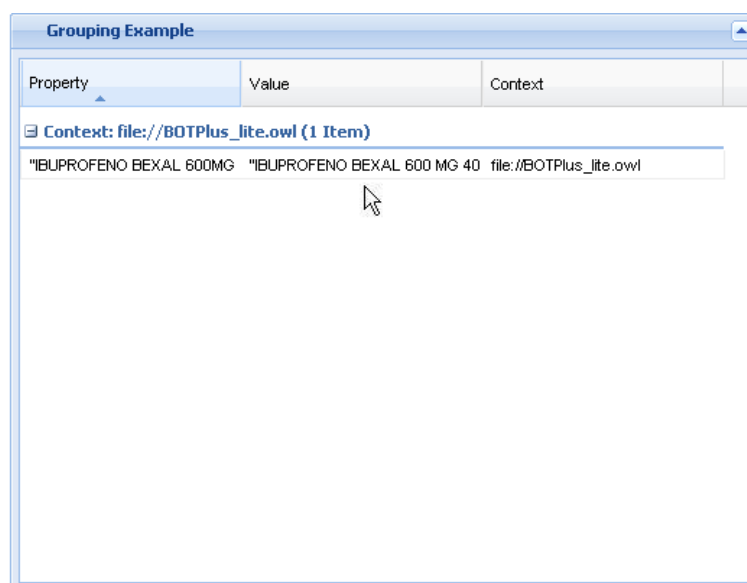 Grouping Example
Property Value Context
Context: file://BOTPlus_lite.owl (1 Item)
"IBUPROFENO BEXAL 600MG "IBUPROFENO BEXAL 600 MG 40 file://BOTPlus_lite.owl